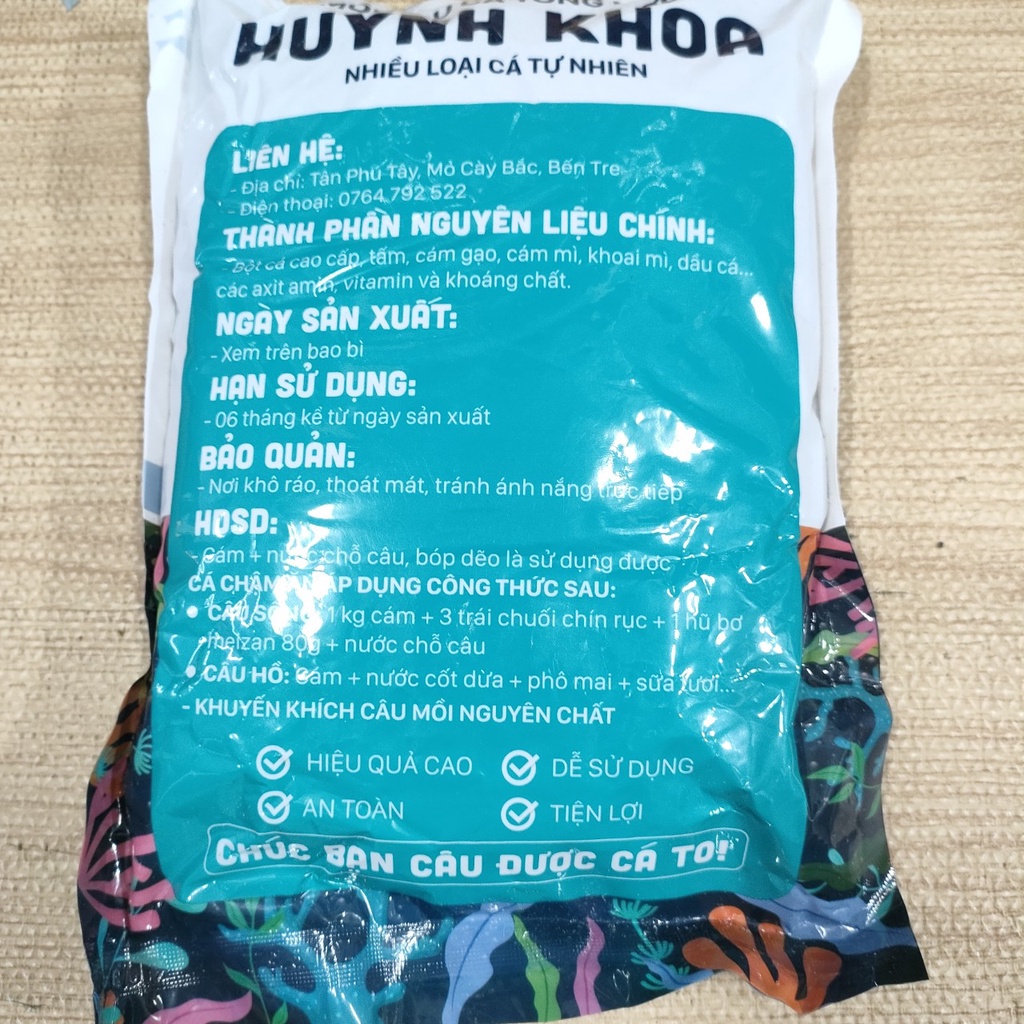 HUỲNH KHOA
NHIỀU LOẠI CÁ TỰ NHIÊN
LIÊN HỆ:
- Địa chỉ: Tân Phú Tây, Mỏ Cày Bắc, Bến Tre
- Điện thoại: 0764 792 522
THÀNH PHẦN NGUYÊN LIỆU CHÍNH:
- Bột cá cao cấp, tấm, cám gạo, cám mì, khoai mì, dầu cá...
các axit amin, vitamin và khoáng chất.
NGÀY SẢN XUẤT:
- Xem trên bao bì
HẠN SỬ DỤNG:
- 06 tháng kể từ ngày sản xuất
BẢO QUẢN:
- Nơi khô ráo, thoát mát, tránh ánh nắng trực tiếp
HDSD:
- Cám + nước chỗ câu, bóp dẽo là sử dụng được
CÁ CHẬM ĂN ÁP DỤNG CÔNG THỨC SAU:
• CÂU SÔNG: 1kg cám + 3 trái chuối chín rục + 1 hũ bơ
meizan 80g + nước chỗ câu
• CÂU HỒ: Cám + nước cốt dừa + phô mai + sữa tươi...
- KHUYẾN KHÍCH CÂU MỒI NGUYÊN CHẤT
HIỆU QUẢ CAO
DỄ SỬ DỤNG
AN TOÀN
TIỆN LỢI
CHÚC BẠN CÂU ĐƯỢC CÁ TO!